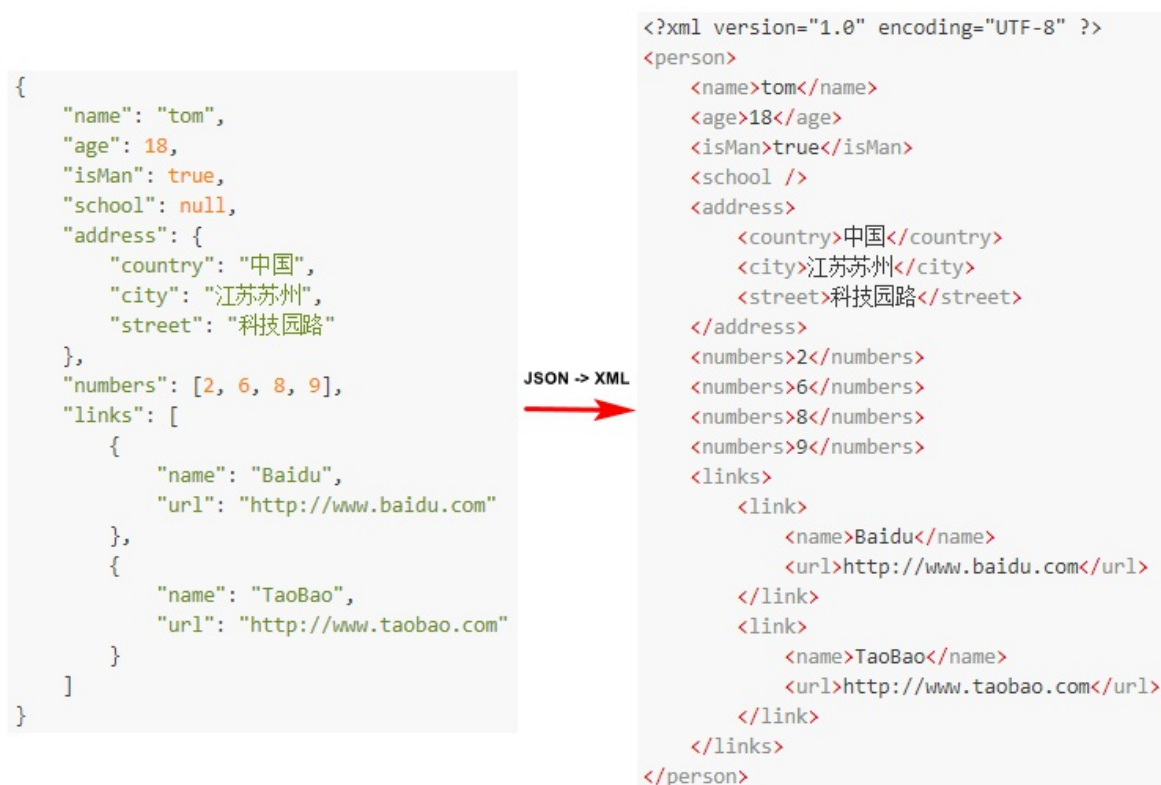 {
    "name": "tom",
    "age": 18,
    "isMan": true,
    "school": null,
    "address": {
        "country": "中国",
        "city": "江苏苏州",
        "street": "科技园路"
    },
    "numbers": [2, 6, 8, 9],
    "links": [
        {
            "name": "Baidu",
            "url": "http://www.baidu.com"
        },
        {
            "name": "TaoBao",
            "url": "http://www.taobao.com"
        }
    ]
}
JSON -> XML
<?xml version="1.0" encoding="UTF-8" ?>
<person>
    <name>tom</name>
    <age>18</age>
    <isMan>true</isMan>
    <school />
    <address>
        <country>中国</country>
        <city>江苏苏州</city>
        <street>科技园路</street>
    </address>
    <numbers>2</numbers>
    <numbers>6</numbers>
    <numbers>8</numbers>
    <numbers>9</numbers>
    <links>
        <link>
            <name>Baidu</name>
            <url>http://www.baidu.com</url>
        </link>
        <link>
            <name>TaoBao</name>
            <url>http://www.taobao.com</url>
        </link>
    </links>
</person>